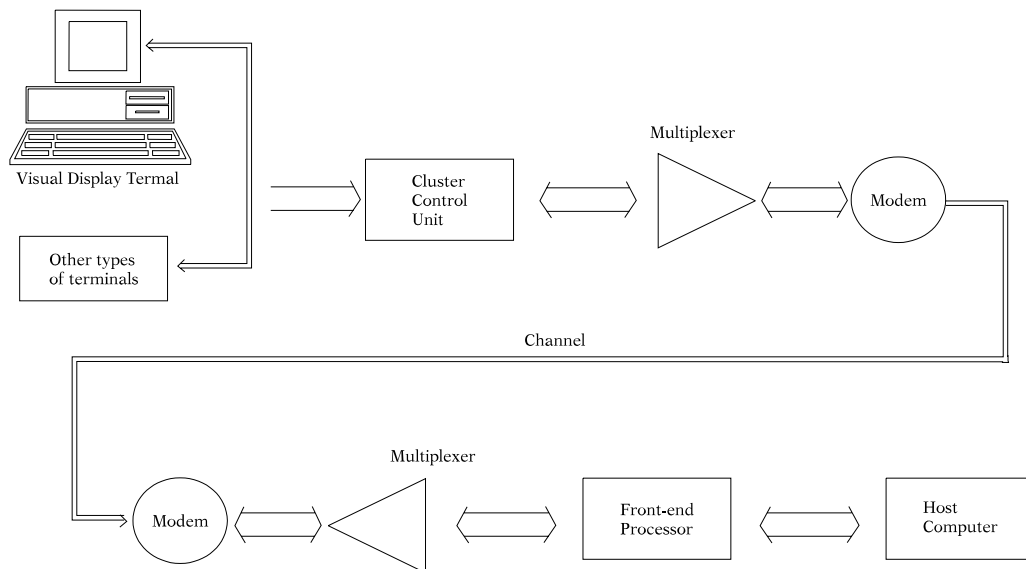 Visual Display Termal
Other types
of terminals
Cluster
Control
Unit
Multiplexer
Modem
Channel
Modem
Multiplexer
Front-end
Processor
Host
Computer